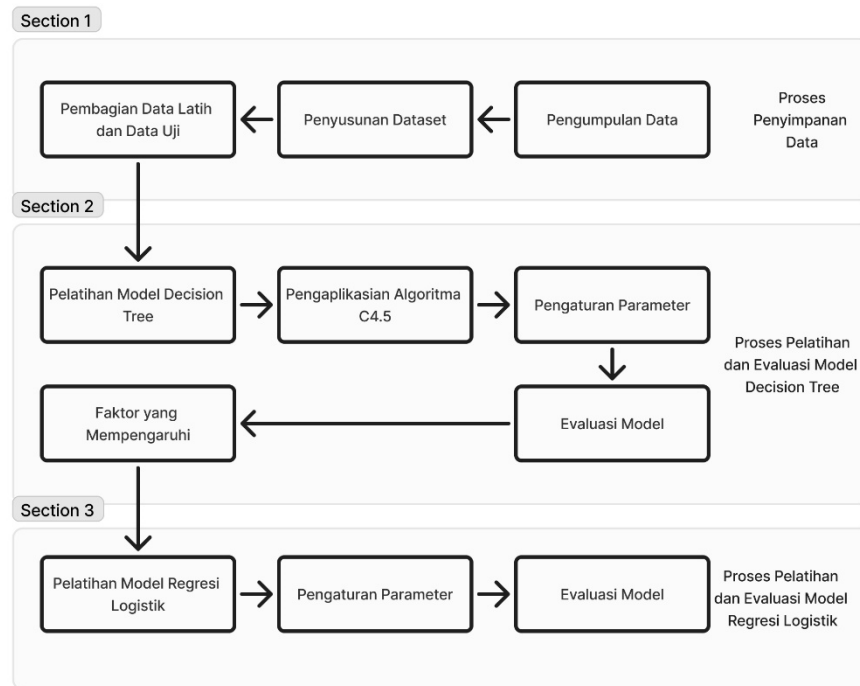 Section 1
Pembagian Data Latih
dan Data Uji
Penyusunan Dataset
Pengumpulan Data
Proses
Penyimpanan
Data
Section 2
Pelatihan Model Decision
Tree
Pengaplikasian Algoritma
C4.5
Pengaturan Parameter
Proses Pelatihan
dan Evaluasi Model
Decision Tree
Faktor yang
Mempengaruhi
Evaluasi Model
Section 3
Pelatihan Model Regresi
Logistik
Pengaturan Parameter
Evaluasi Model
Proses Pelatihan
dan Evaluasi Model
Regresi Logistik